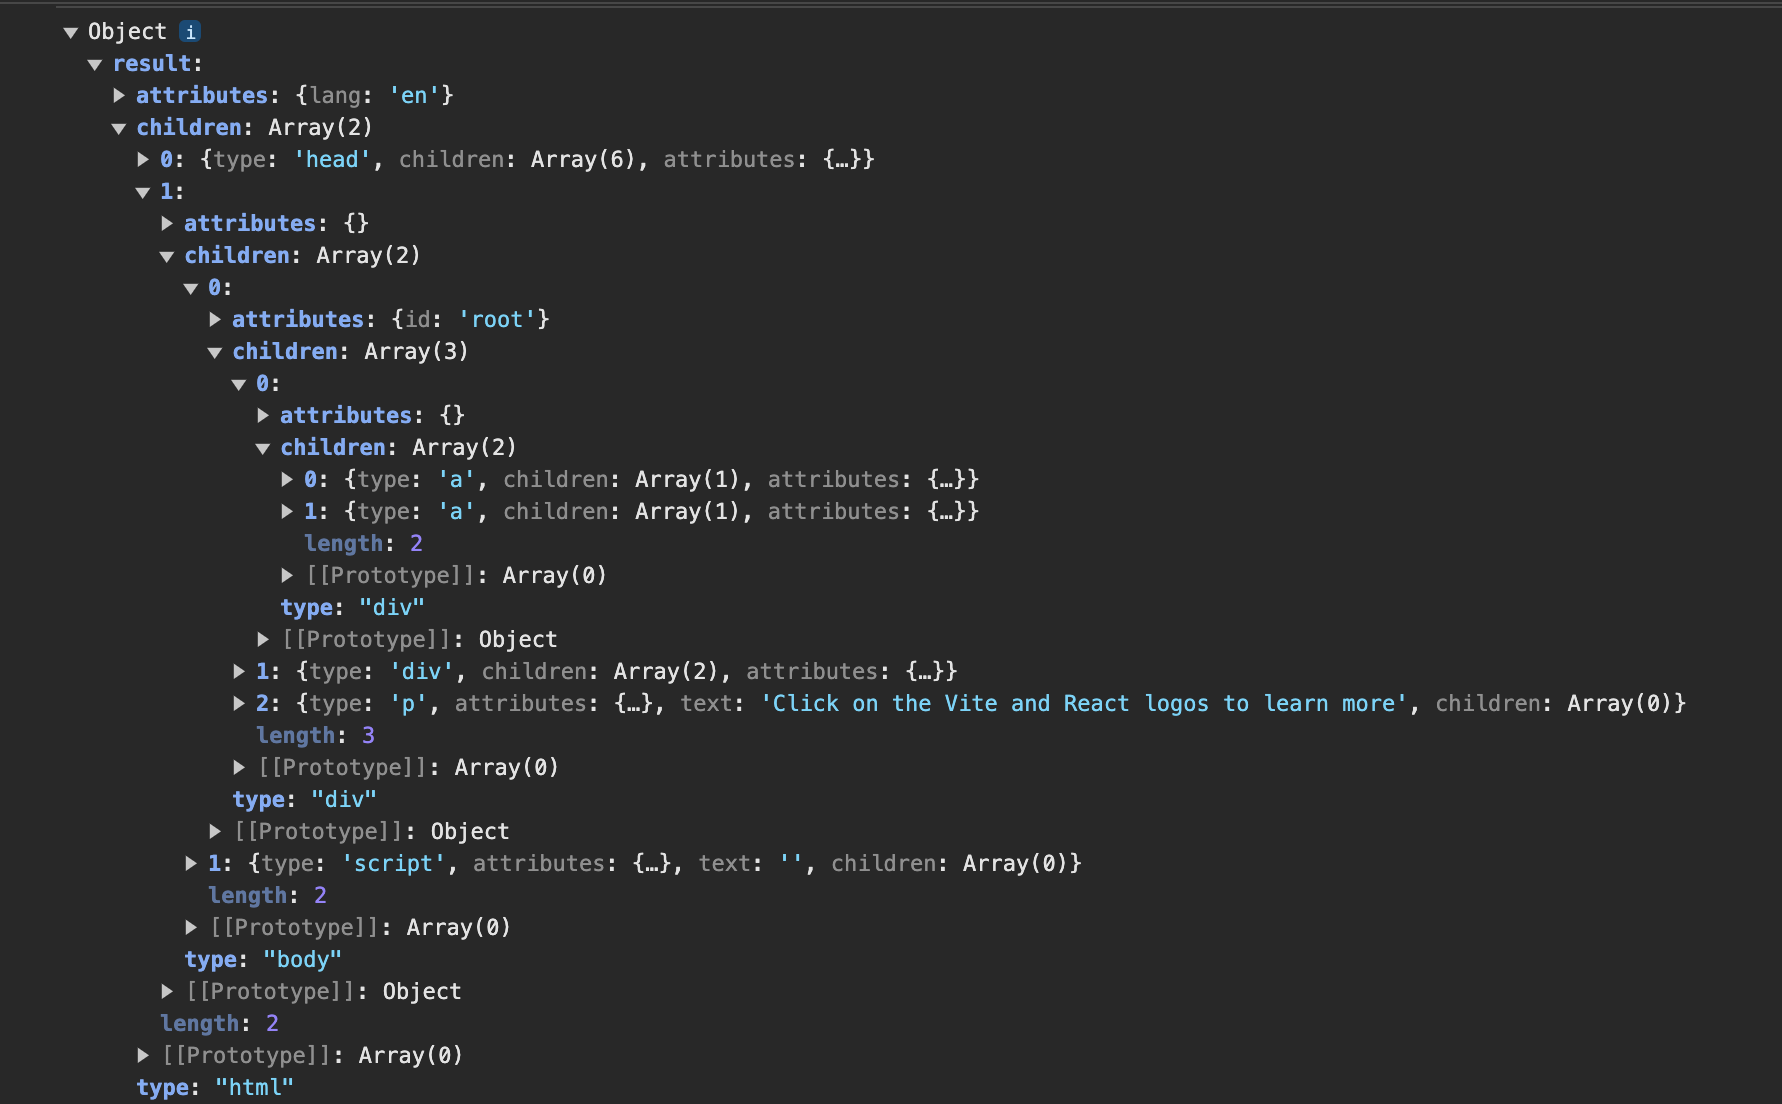 Object i
result:
attributes: {lang: 'en'}
children: Array(2)
0: {type: 'head', children: Array(6), attributes: {…}}
1:
attributes: {}
children: Array(2)
0:
attributes: {id: 'root'}
children: Array(3)
0:
attributes: {}
children: Array(2)
0: {type: 'a', children: Array(1), attributes: {…}}
1: {type: 'a', children: Array(1), attributes: {…}}
length: 2
[[Prototype]]: Array(0)
type: "div"
[[Prototype]]: Object
1: {type: 'div', children: Array(2), attributes: {…}}
2: {type: 'p', attributes: {…}, text: 'Click on the Vite and React logos to learn more', children: Array(0)}
length: 3
[[Prototype]]: Array(0)
type: "div"
[[Prototype]]: Object
1: {type: 'script', attributes: {…}, text: '', children: Array(0)}
length: 2
[[Prototype]]: Array(0)
type: "body"
[[Prototype]]: Object
length: 2
[[Prototype]]: Array(0)
type: "html"